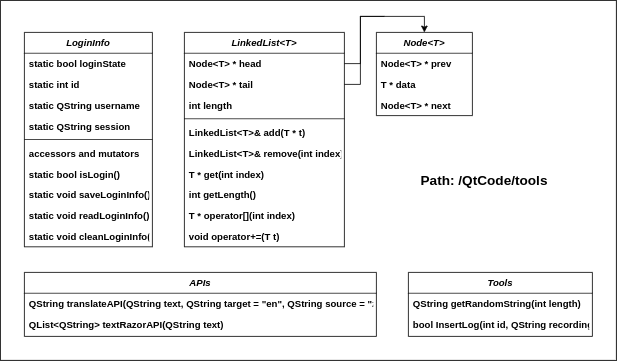 LoginInfo
static bool loginState
static int id
static QString username
static QString session
accessors and mutators
static bool isLogin()
static void saveLoginInfo()
static void readLoginInfo()
static void cleanLoginInfo(
LinkedList<T>
Node<T> * head
Node<T> * tail
int length
LinkedList<T>& add(T * t)
LinkedList<T>& remove(int index)
T * get(int index)
int getLength()
T * operator[](int index)
void operator+=(T t)
Node<T>
Node<T> * prev
T * data
Node<T> * next
Path: /QtCode/tools
APIs
QString translateAPI(QString text, QString target = "en", QString source = "
QList<QString> textRazorAPI(QString text)
Tools
QString getRandomString(int length)
bool InsertLog(int id, QString recording